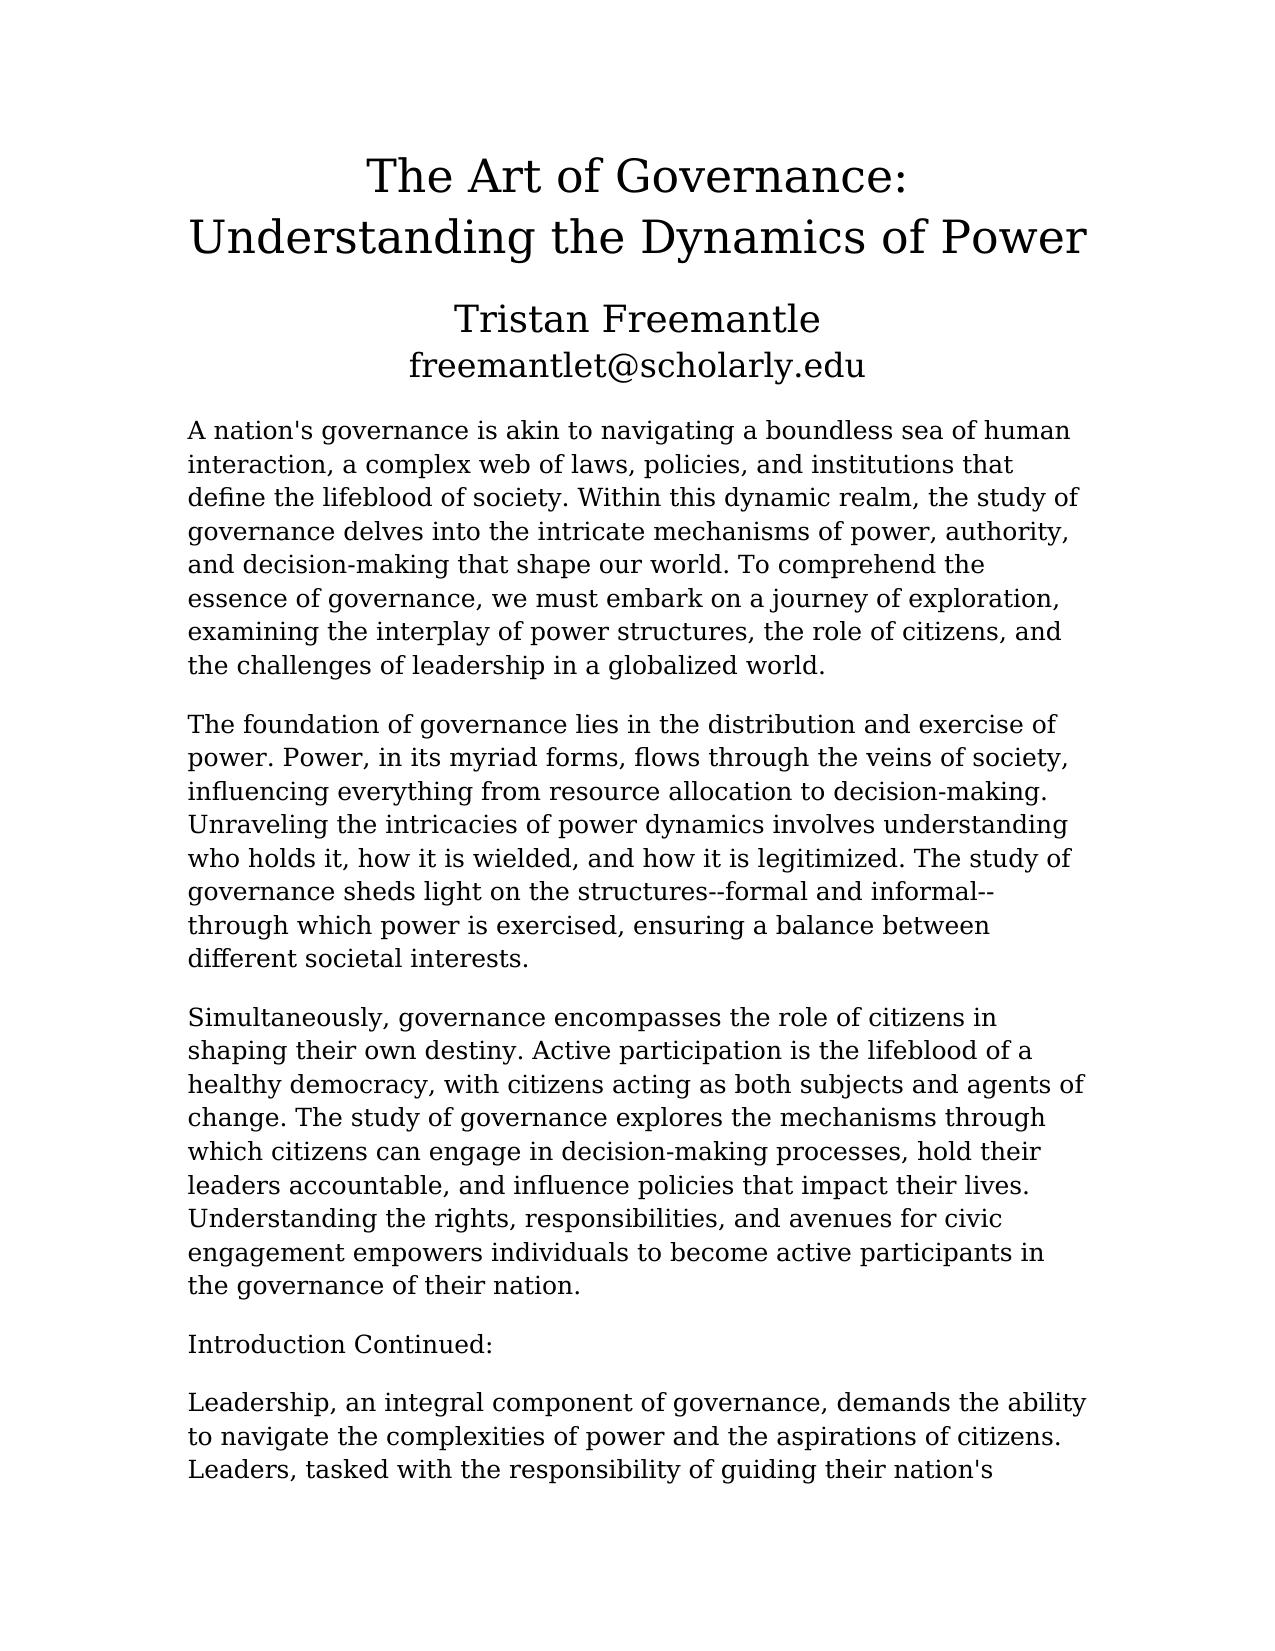 The Art of Governance:
Understanding the Dynamics of Power
Tristan Freemantle
freemantlet@scholarly.edu
A nation's governance is akin to navigating a boundless sea of human
interaction, a complex web of laws, policies, and institutions that
define the lifeblood of society. Within this dynamic realm, the study of
governance delves into the intricate mechanisms of power, authority,
and decision-making that shape our world. To comprehend the
essence of governance, we must embark on a journey of exploration,
examining the interplay of power structures, the role of citizens, and
the challenges of leadership in a globalized world.
The foundation of governance lies in the distribution and exercise of
power. Power, in its myriad forms, flows through the veins of society,
influencing everything from resource allocation to decision-making.
Unraveling the intricacies of power dynamics involves understanding
who holds it, how it is wielded, and how it is legitimized. The study of
governance sheds light on the structures--formal and informal--
through which power is exercised, ensuring a balance between
different societal interests.
Simultaneously, governance encompasses the role of citizens in
shaping their own destiny. Active participation is the lifeblood of a
healthy democracy, with citizens acting as both subjects and agents of
change. The study of governance explores the mechanisms through
which citizens can engage in decision-making processes, hold their
leaders accountable, and influence policies that impact their lives.
Understanding the rights, responsibilities, and avenues for civic
engagement empowers individuals to become active participants in
the governance of their nation.
Introduction Continued:
Leadership, an integral component of governance, demands the ability
to navigate the complexities of power and the aspirations of citizens.
Leaders, tasked with the responsibility of guiding their nation's